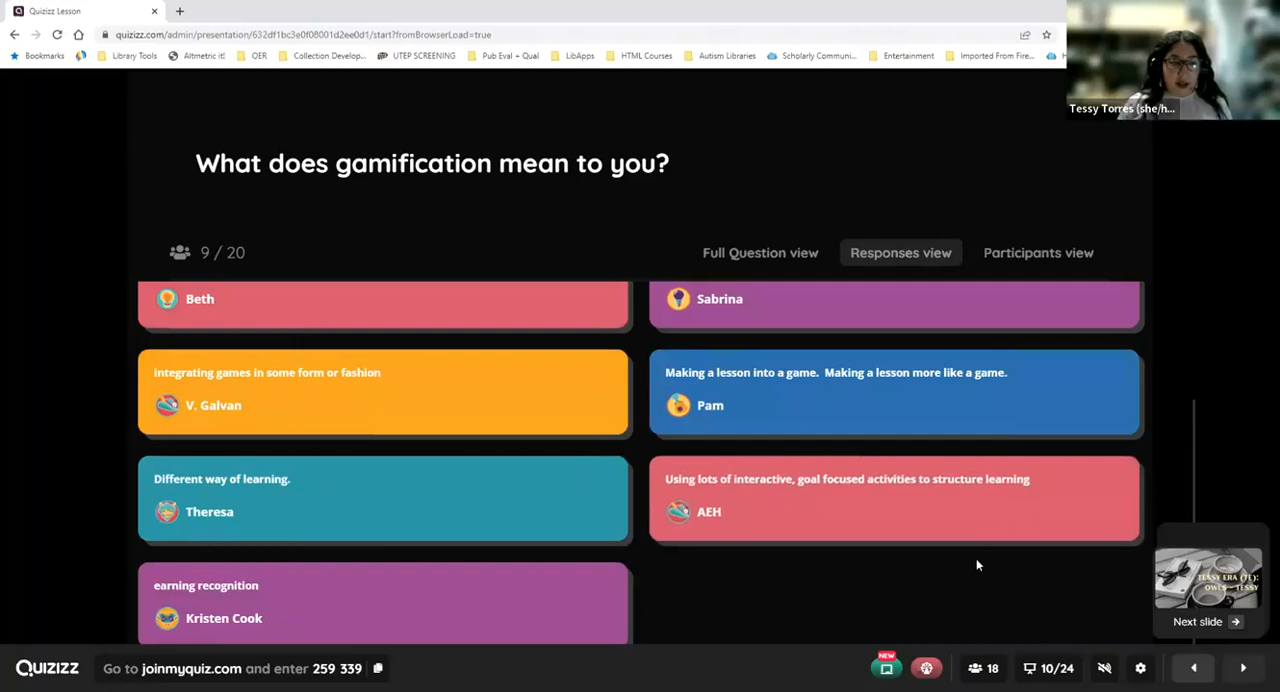 Quizizz Lesson
quizizz.com/admin/presentation/632df1bc3e0f08001d2ee0d1/start?fromBrowserLoad=true
Bookmarks Library Tools Altmetric it! OER Collection Develop... UTEP SCREENING Pub Eval + Qual LibApps HTML Courses Autism Libraries Scholarly Communi... Entertainment Imported From Fire... H
Tessy Torres (she/h...
What does gamification mean to you?
9 / 20 Full Question view Responses view Participants view
Beth
Sabrina
integrating games in some form or fashion
V. Galvan
Making a lesson into a game. Making a lesson more like a game.
Pam
Different way of learning.
Theresa
Using lots of interactive, goal focused activities to structure learning
AEH
earning recognition
Kristen Cook
TESSY ERA (TE):
OWLS - TESSY
Next slide
Quizizz Go to joinmyquiz.com and enter 259 339
NEW
18 10/24